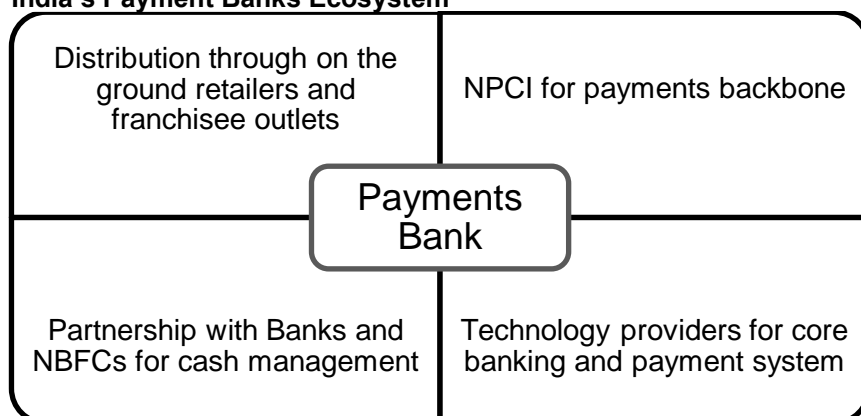 India's Payment Banks Ecosystem
Distribution through on the
ground retailers and
franchisee outlets
NPCI for payments backbone
Payments
Bank
Partnership with Banks and
NBFCs for cash management
Technology providers for core
banking and payment system